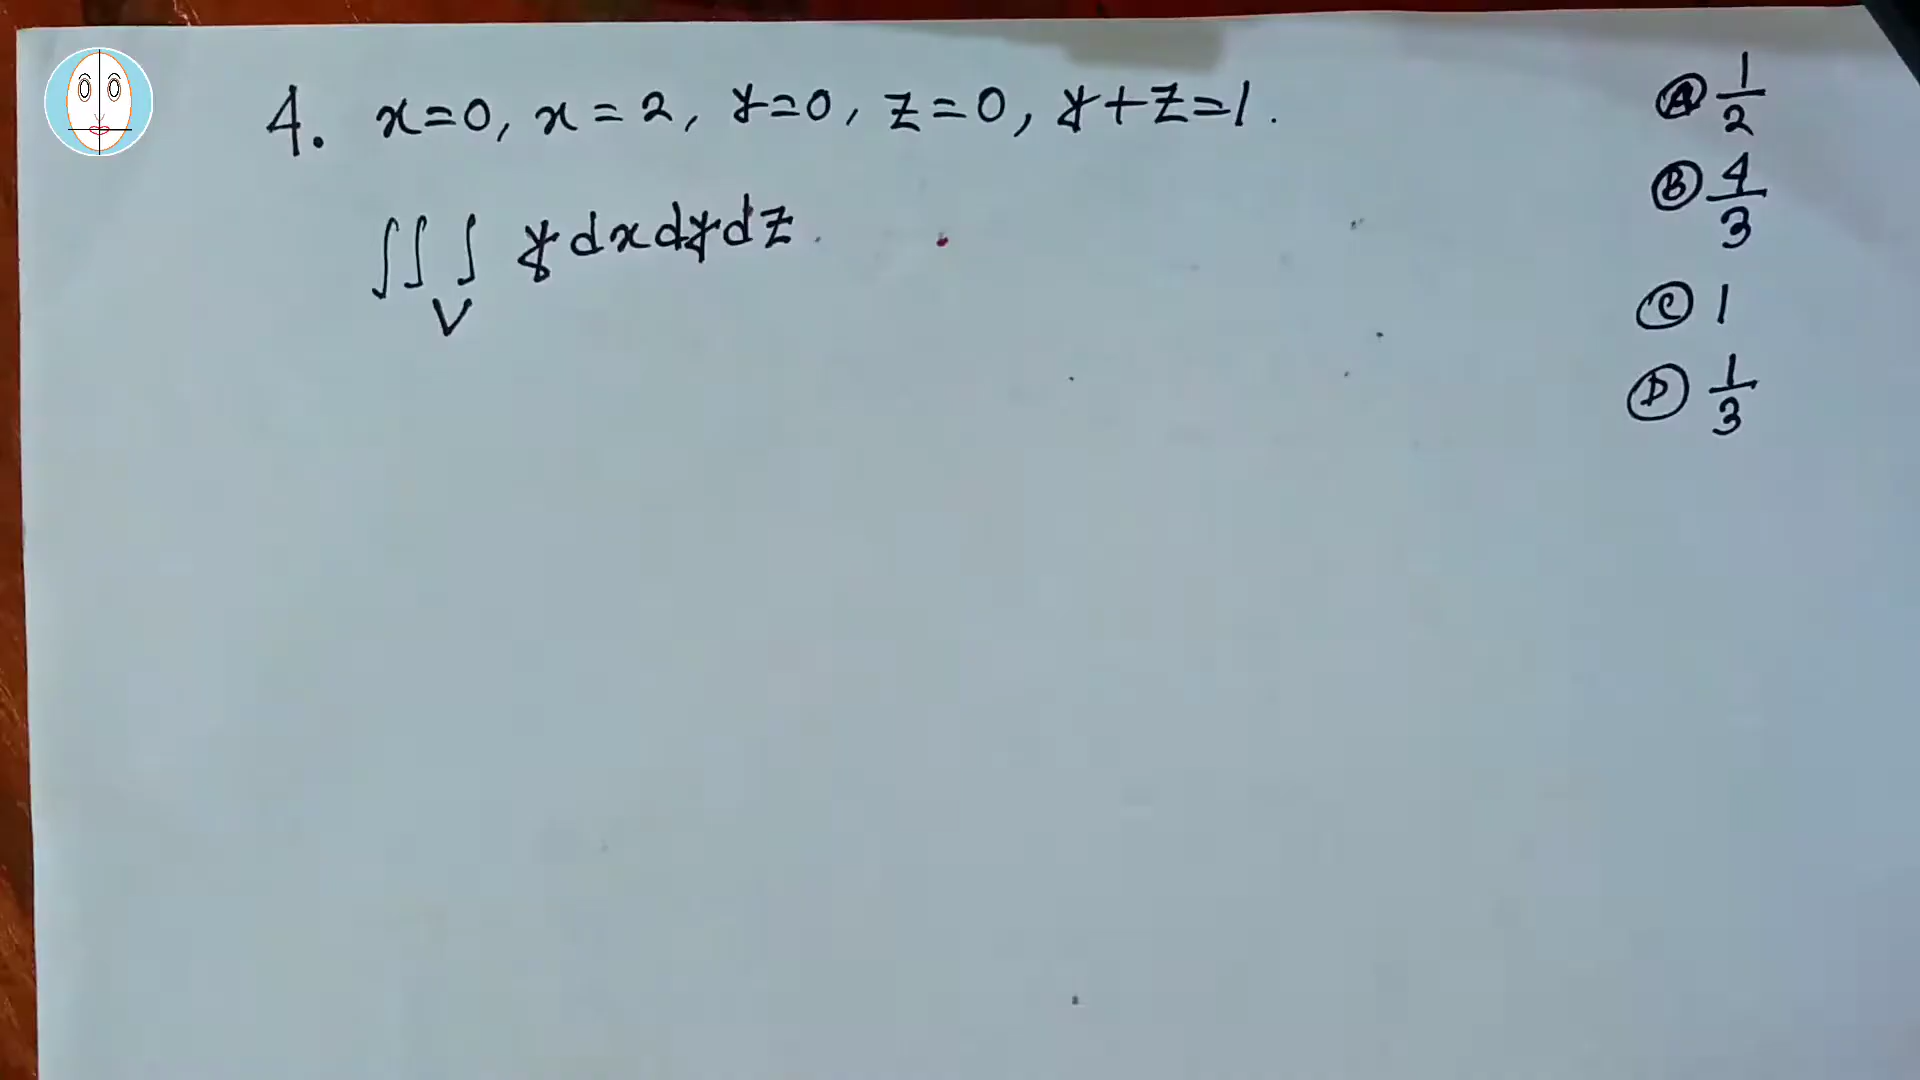 4. x=0, x=2, y=0, z=0, y+z=1.
∫∫∫ y dx dy dz.
V
Ⓐ 1/2
Ⓑ 4/3
Ⓒ 1
Ⓓ 1/3